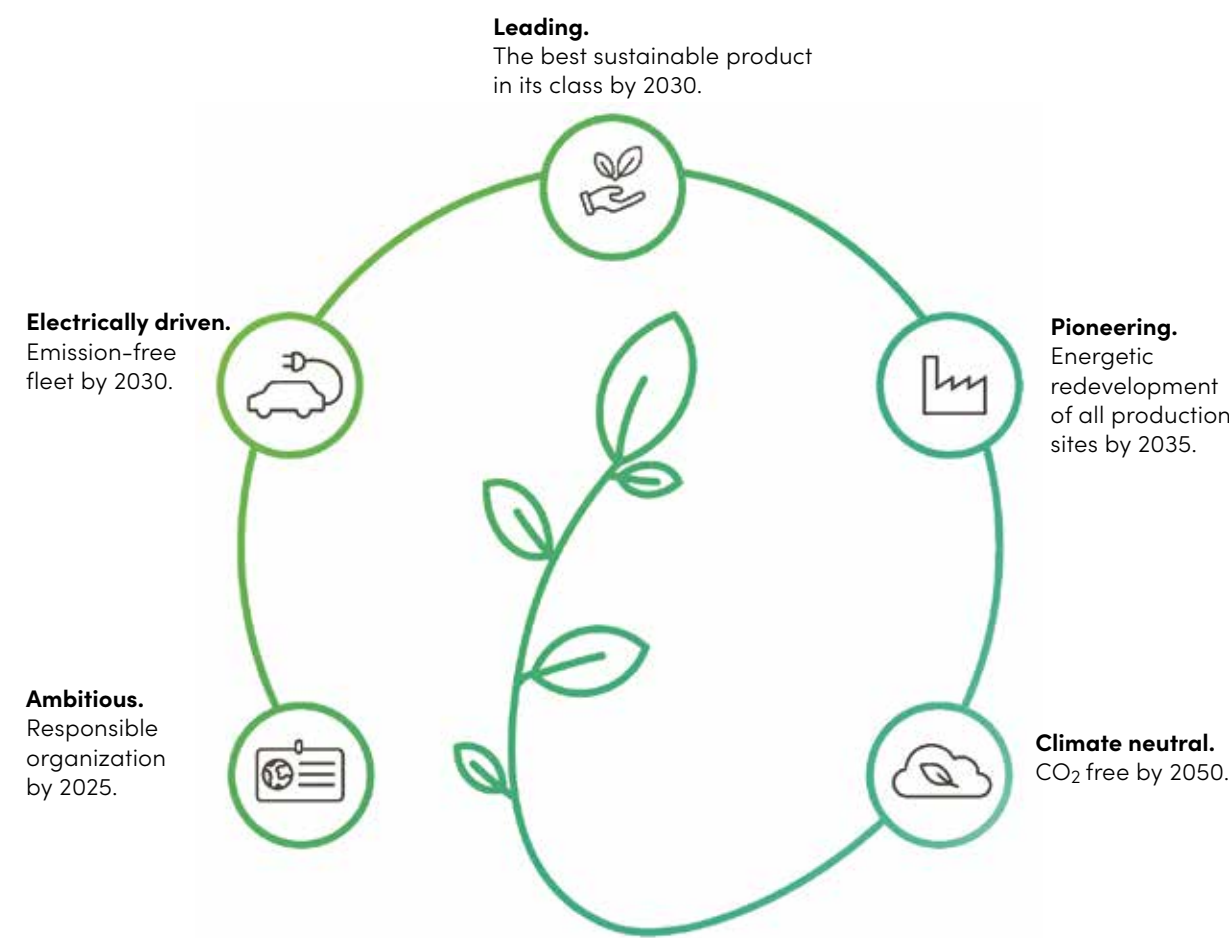 Leading.
The best sustainable product
in its class by 2030.
Electrically driven.
Emission-free
fleet by 2030.
Pioneering.
Energetic
redevelopment
of all production
sites by 2035.
Ambitious.
Responsible
organization
by 2025.
Climate neutral.
CO₂ free by 2050.